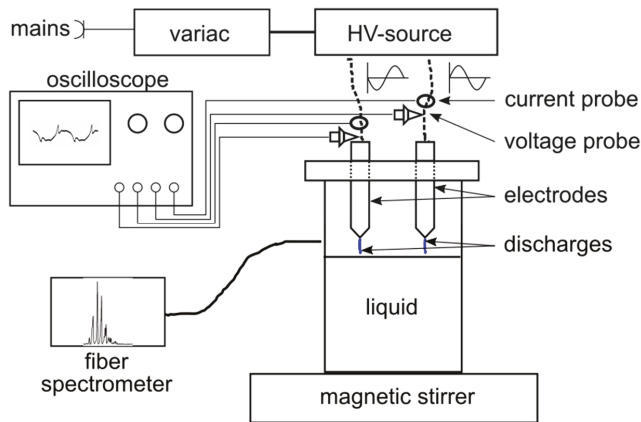 mains
variac
HV-source
oscilloscope
current probe
voltage probe
electrodes
discharges
liquid
fiber
spectrometer
magnetic stirrer